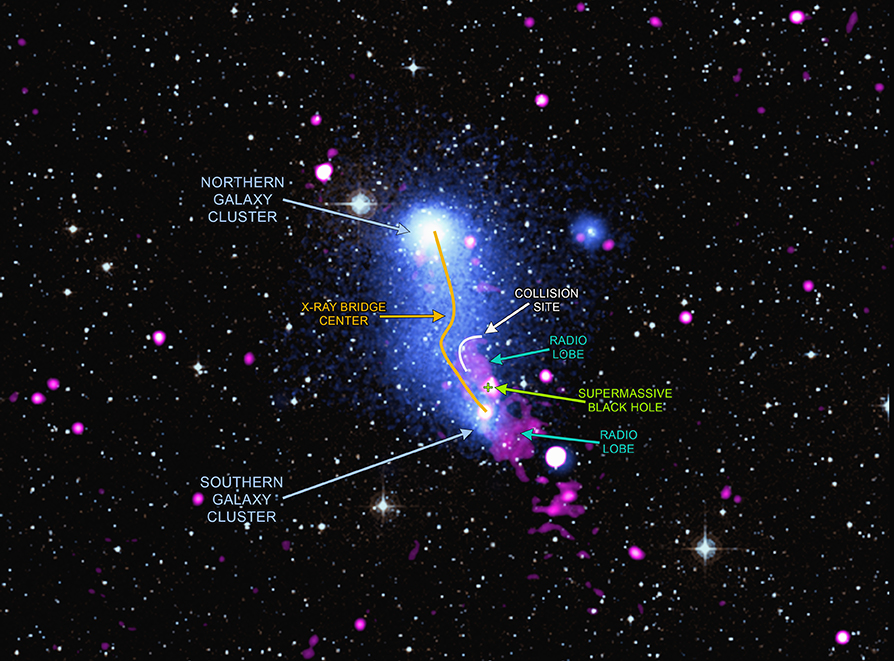 NORTHERN
GALAXY
CLUSTER
X-RAY BRIDGE
CENTER
COLLISION
SITE
RADIO
LOBE
SUPERMASSIVE
BLACK HOLE
RADIO
LOBE
SOUTHERN
GALAXY
CLUSTER